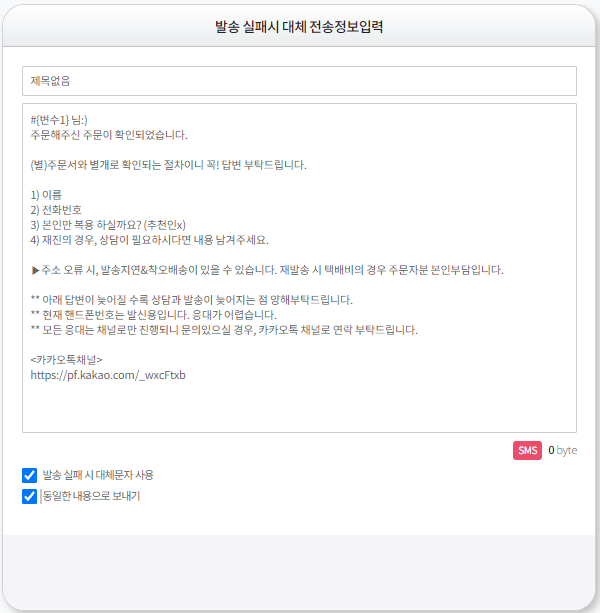 발송 실패시 대체 전송정보입력
제목없음
#{변수1} 님:)
주문해주신 주문이 확인되었습니다.
(별)주문서와 별개로 확인되는 절차이니 꼭! 답변 부탁드립니다.
1) 이름
2) 전화번호
3) 본인만 복용 하실까요? (추천인x)
4) 재진의 경우, 상담이 필요하시다면 내용 남겨주세요.
▶주소 오류 시, 발송지연&착오배송이 있을 수 있습니다. 재발송 시 택배비의 경우 주문자분 본인부담입니다.
** 아래 답변이 늦어질 수록 상담과 발송이 늦어지는 점 양해부탁드립니다.
** 현재 핸드폰번호는 발신용입니다. 응대가 어렵습니다.
** 모든 응대는 채널로만 진행되니 문의있으실 경우, 카카오톡 채널로 연락 부탁드립니다.
<카카오톡채널>
https://pf.kakao.com/_wxcFtxb
SMS 0 byte
발송 실패 시 대체문자 사용
동일한 내용으로 보내기